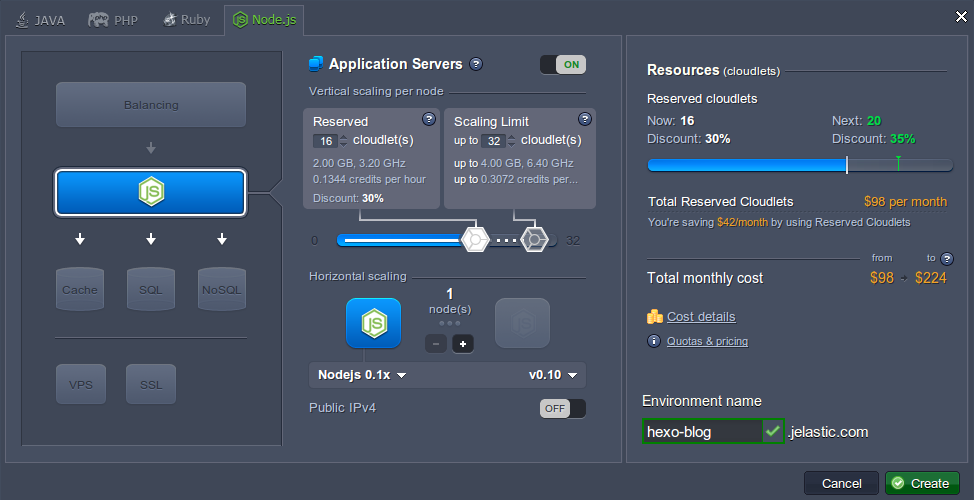 JAVA
PHP
Ruby
Node.js
Balancing
JS
Cache
SQL
NoSQL
VPS
SSL
Application Servers ?
ON
Vertical scaling per node
Reserved ?
16 cloudlet(s)
2.00 GB, 3.20 GHz
0.1344 credits per hour
Discount: 30%
Scaling Limit ?
up to 32 cloudlet(s)
up to 4.00 GB, 6.40 GHz
up to 0.3072 credits per...
0
32
Horizontal scaling
JS
1
node(s)
JS
Nodejs 0.1x
v0.10
Public IPv4
OFF
Resources (cloudlets)
Reserved cloudlets
Now: 16 Next: 20
Discount: 30% Discount: 35%
Total Reserved Cloudlets $98 per month
You're saving $42/month by using Reserved Cloudlets
from to ?
Total monthly cost $98 $224
Cost details
Quotas & pricing
Environment name
hexo-blog .jelastic.com
Cancel
Create